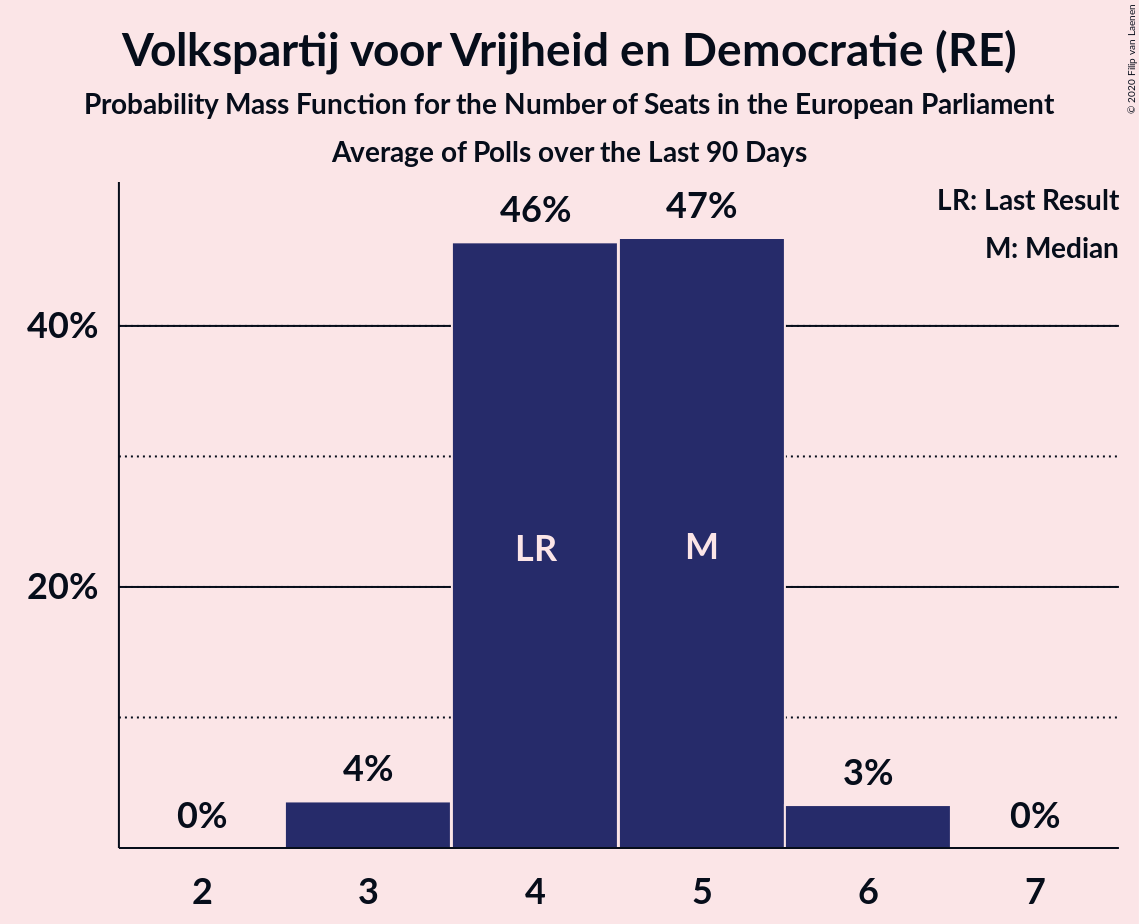 Volkspartij voor Vrijheid en Democratie (RE)
Probability Mass Function for the Number of Seats in the European Parliament
Average of Polls over the Last 90 Days
© 2020 Filip van Laenen
LR: Last Result
M: Median
46%
47%
40%
LR
M
20%
4%
3%
0%
0%
2 3 4 5 6 7